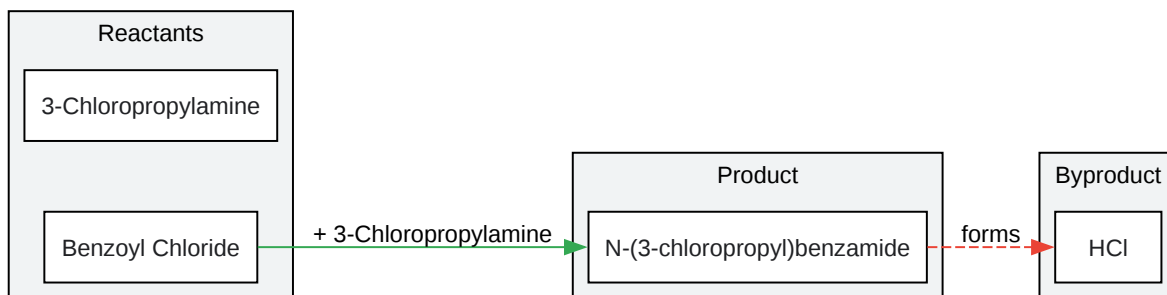 Reactants
3-Chloropropylamine
Benzoyl Chloride
+ 3-Chloropropylamine
Product
N-(3-chloropropyl)benzamide
forms
Byproduct
HCl